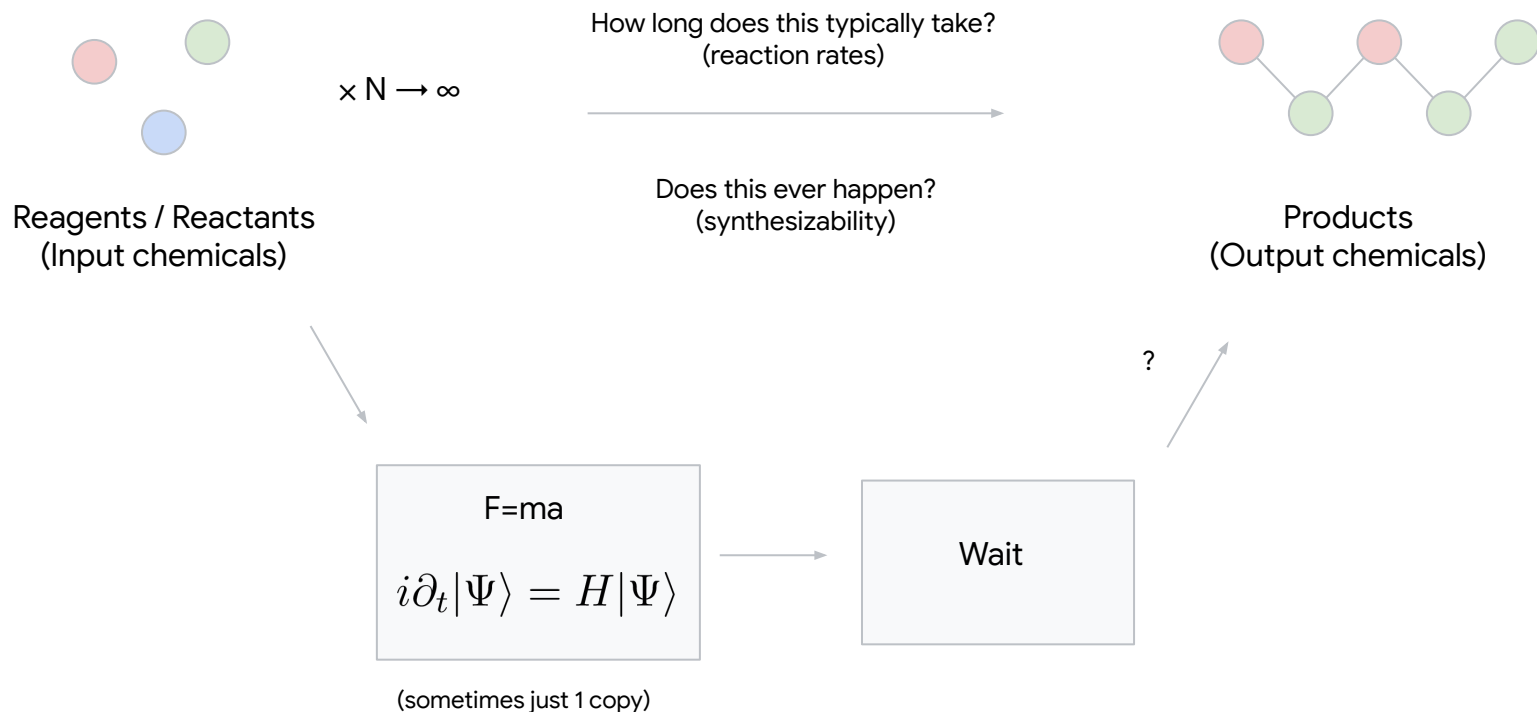 How long does this typically take?
(reaction rates)
× N → ∞
Does this ever happen?
(synthesizability)
Reagents / Reactants
(Input chemicals)
Products
(Output chemicals)
?
F=ma
i∂ₜ|Ψ⟩ = H|Ψ⟩
Wait
(sometimes just 1 copy)